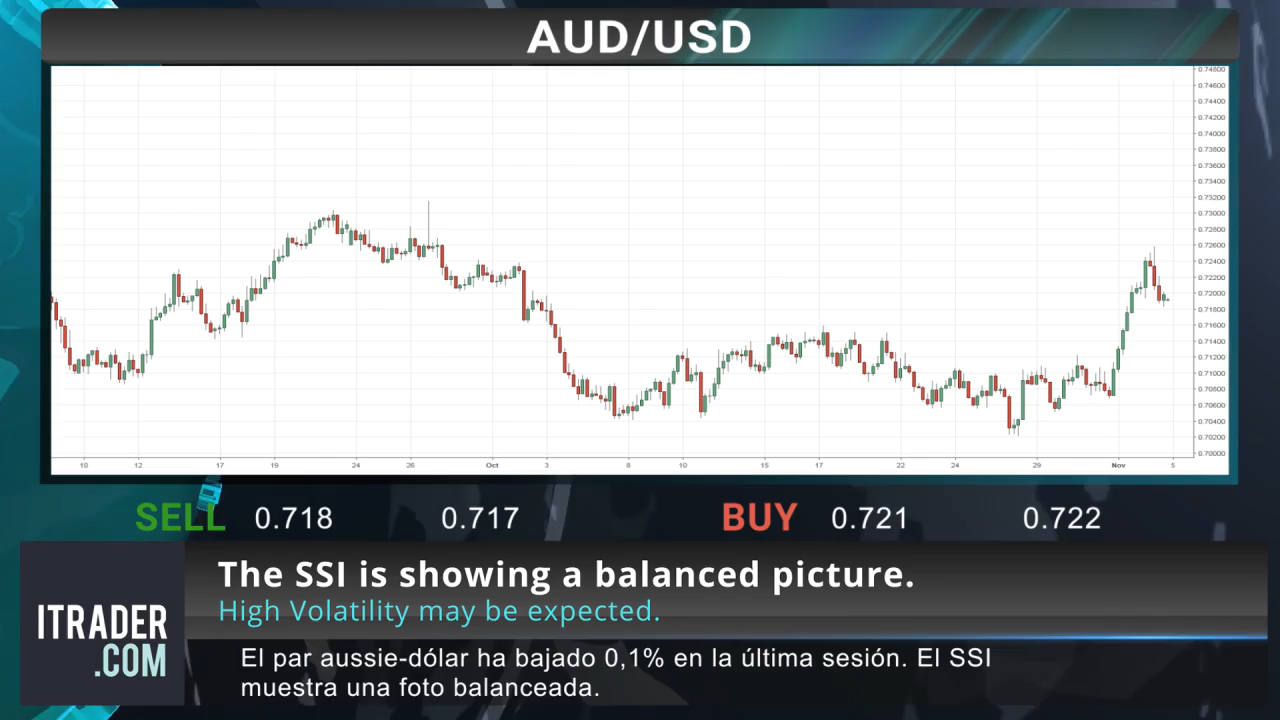 AUD/USD
0.74800
0.74600
0.74400
0.74200
0.74000
0.73800
0.73600
0.73400
0.73200
0.73000
0.72800
0.72600
0.72400
0.72200
0.72000
0.71800
0.71600
0.71400
0.71200
0.71000
0.70800
0.70600
0.70400
0.70200
0.70000
10 12 17 19 24 26 Oct 3 8 10 15 17 22 24 29 Nov 5
SELL 0.718 0.717 BUY 0.721 0.722
The SSI is showing a balanced picture.
High Volatility may be expected.
ITRADER
.COM
El par aussie-dólar ha bajado 0,1% en la última sesión. El SSI
muestra una foto balanceada.